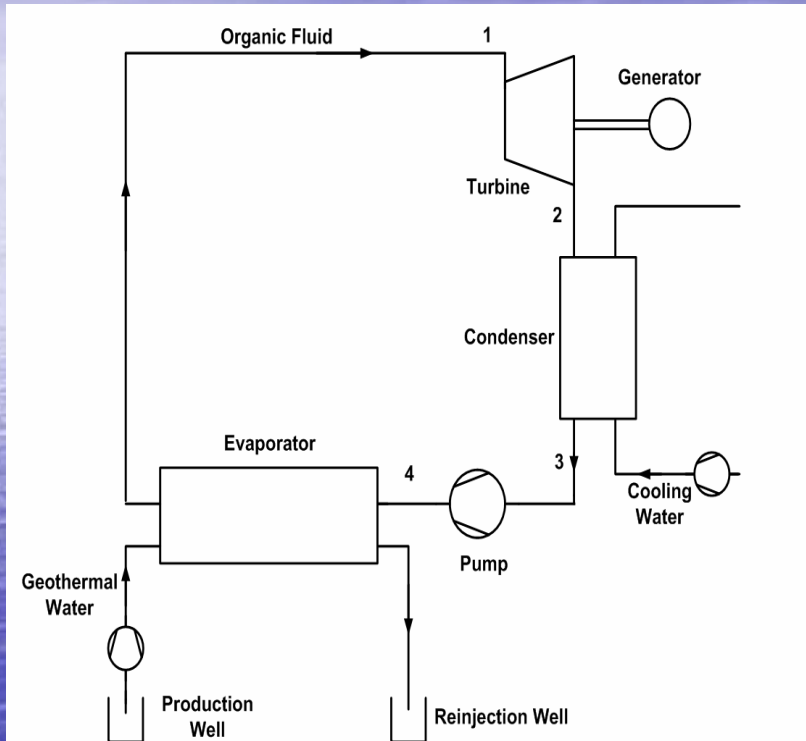 Organic Fluid
1
Generator
Turbine
2
Condenser
Evaporator
4
3
Cooling
Water
Pump
Geothermal
Water
Production
Well
Reinjection Well